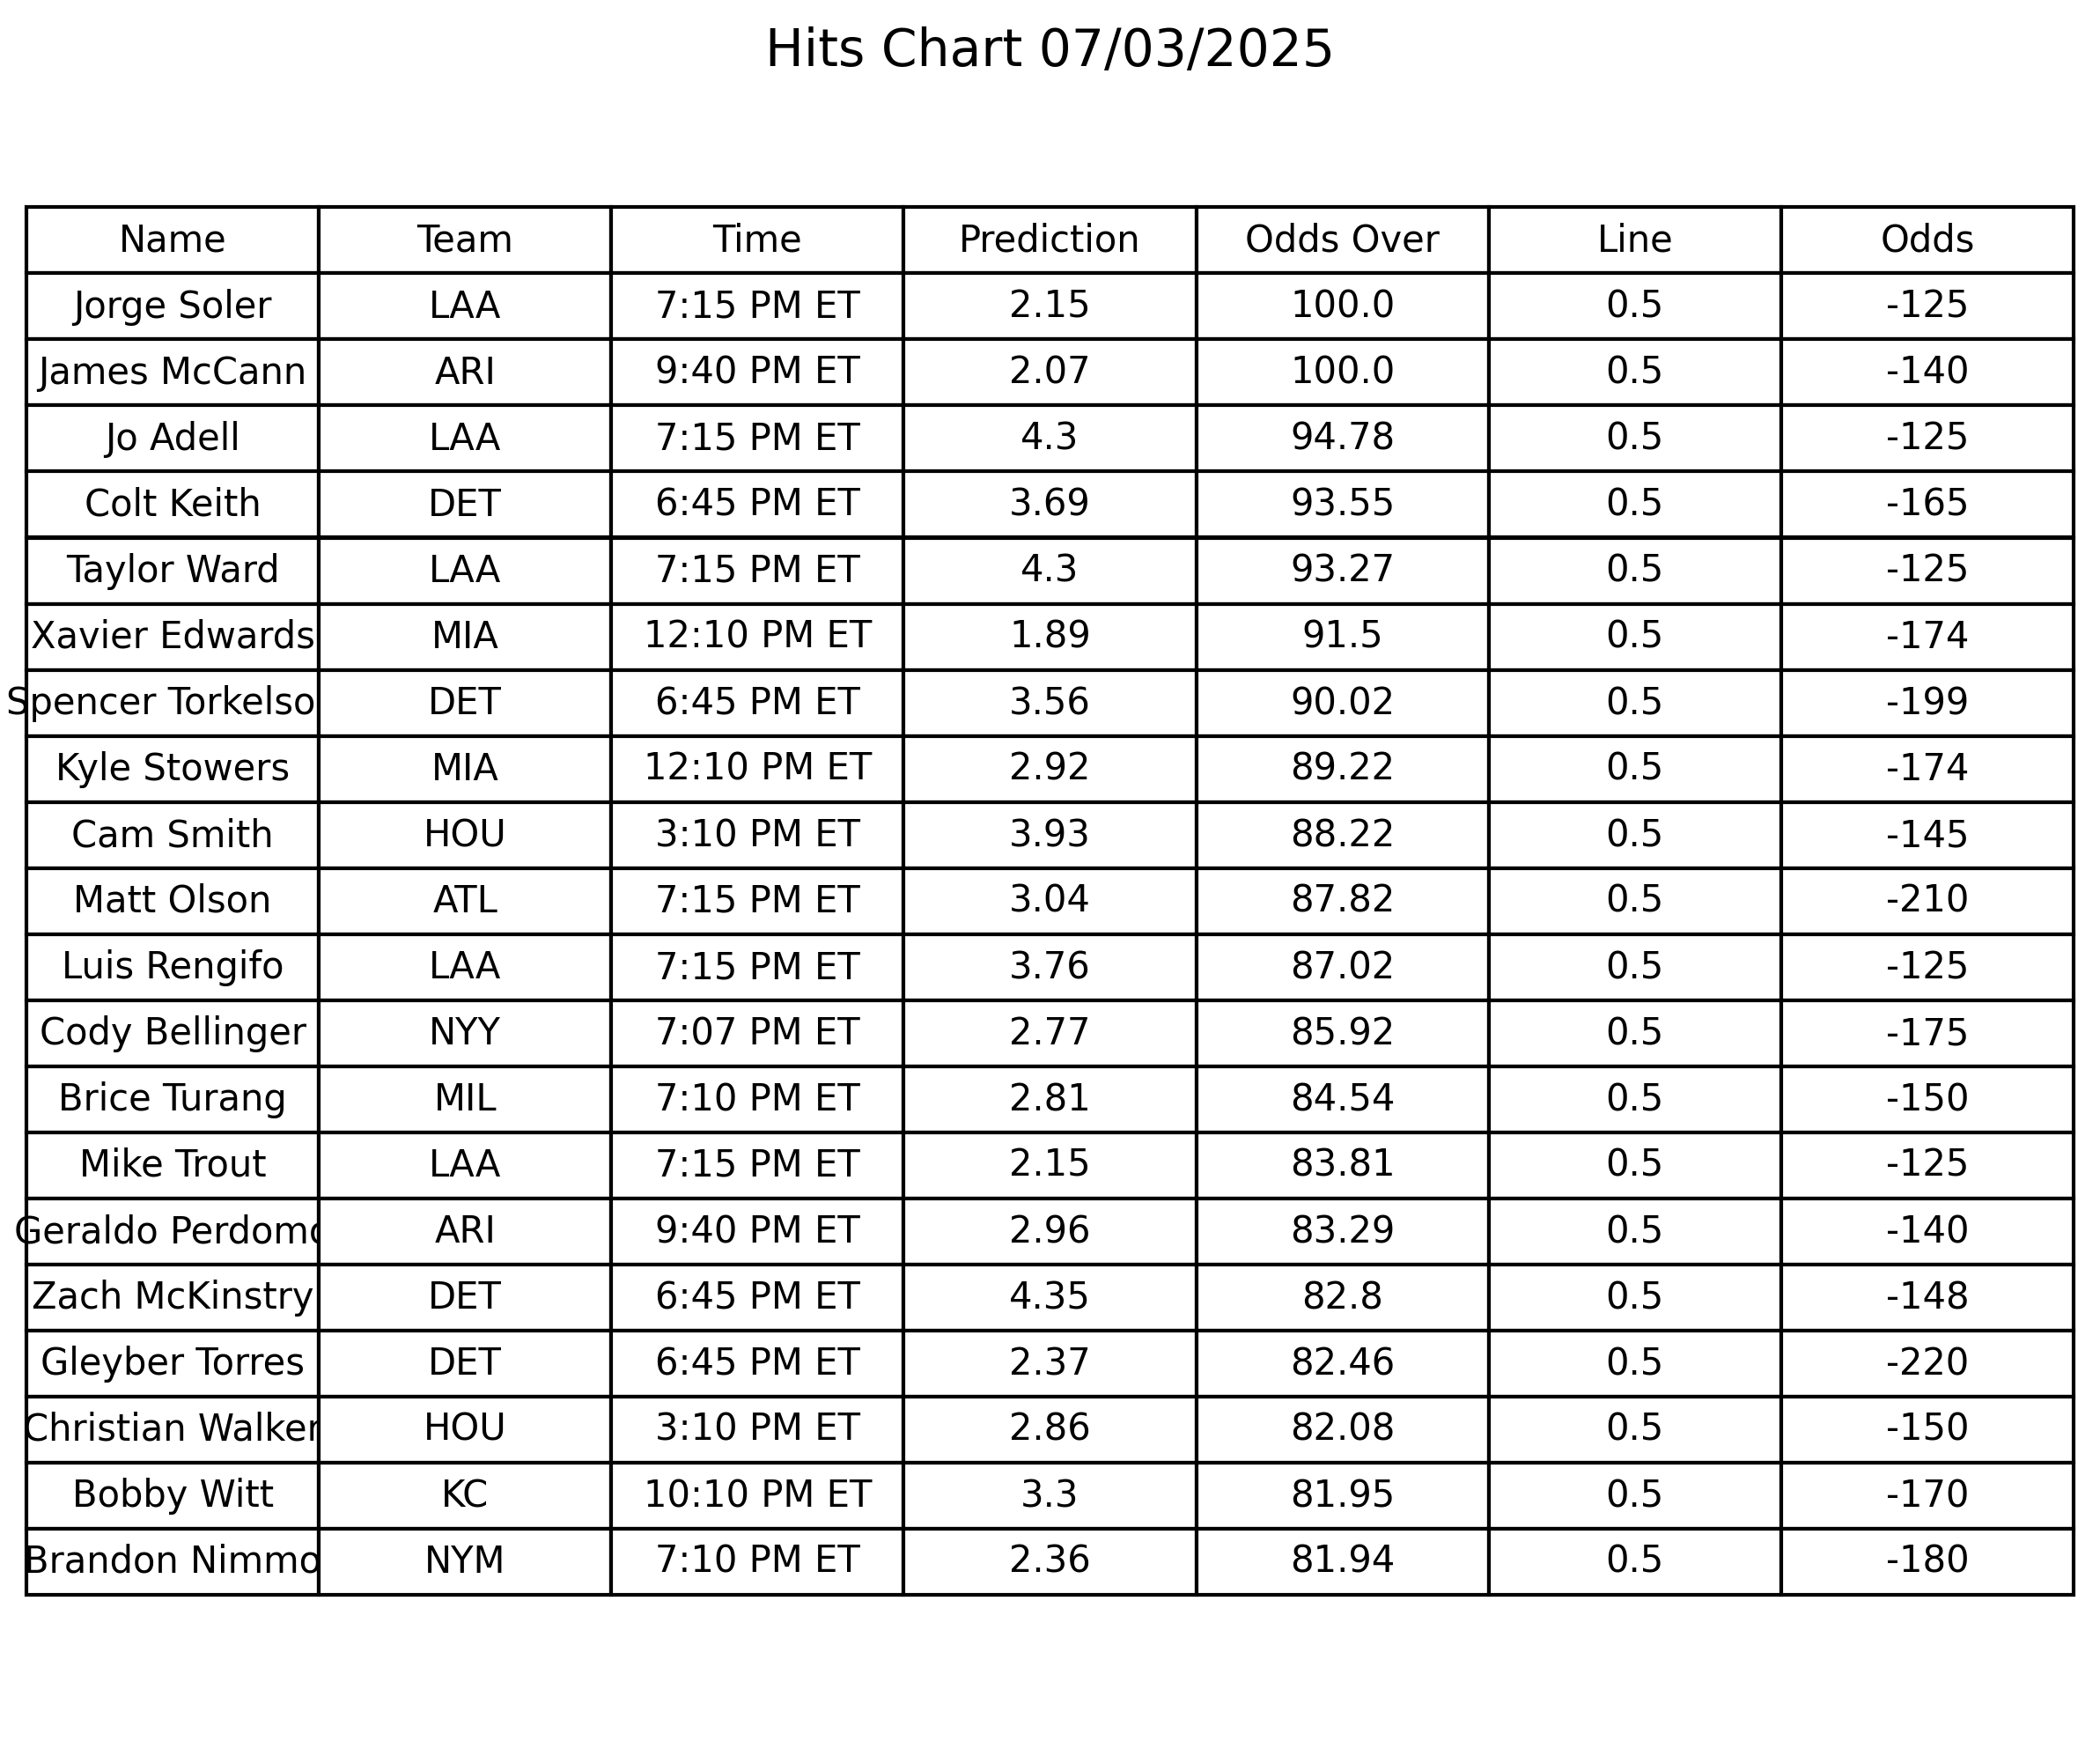 Hits Chart 07/03/2025
Name Team Time Prediction Odds Over Line Odds
Jorge Soler LAA 7:15 PM ET 2.15 100.0 0.5 -125
James McCann ARI 9:40 PM ET 2.07 100.0 0.5 -140
Jo Adell LAA 7:15 PM ET 4.3 94.78 0.5 -125
Colt Keith DET 6:45 PM ET 3.69 93.55 0.5 -165
Taylor Ward LAA 7:15 PM ET 4.3 93.27 0.5 -125
Xavier Edwards MIA 12:10 PM ET 1.89 91.5 0.5 -174
Spencer Torkelso DET 6:45 PM ET 3.56 90.02 0.5 -199
Kyle Stowers MIA 12:10 PM ET 2.92 89.22 0.5 -174
Cam Smith HOU 3:10 PM ET 3.93 88.22 0.5 -145
Matt Olson ATL 7:15 PM ET 3.04 87.82 0.5 -210
Luis Rengifo LAA 7:15 PM ET 3.76 87.02 0.5 -125
Cody Bellinger NYY 7:07 PM ET 2.77 85.92 0.5 -175
Brice Turang MIL 7:10 PM ET 2.81 84.54 0.5 -150
Mike Trout LAA 7:15 PM ET 2.15 83.81 0.5 -125
Geraldo Perdomo ARI 9:40 PM ET 2.96 83.29 0.5 -140
Zach McKinstry DET 6:45 PM ET 4.35 82.8 0.5 -148
Gleyber Torres DET 6:45 PM ET 2.37 82.46 0.5 -220
Christian Walker HOU 3:10 PM ET 2.86 82.08 0.5 -150
Bobby Witt KC 10:10 PM ET 3.3 81.95 0.5 -170
Brandon Nimmo NYM 7:10 PM ET 2.36 81.94 0.5 -180